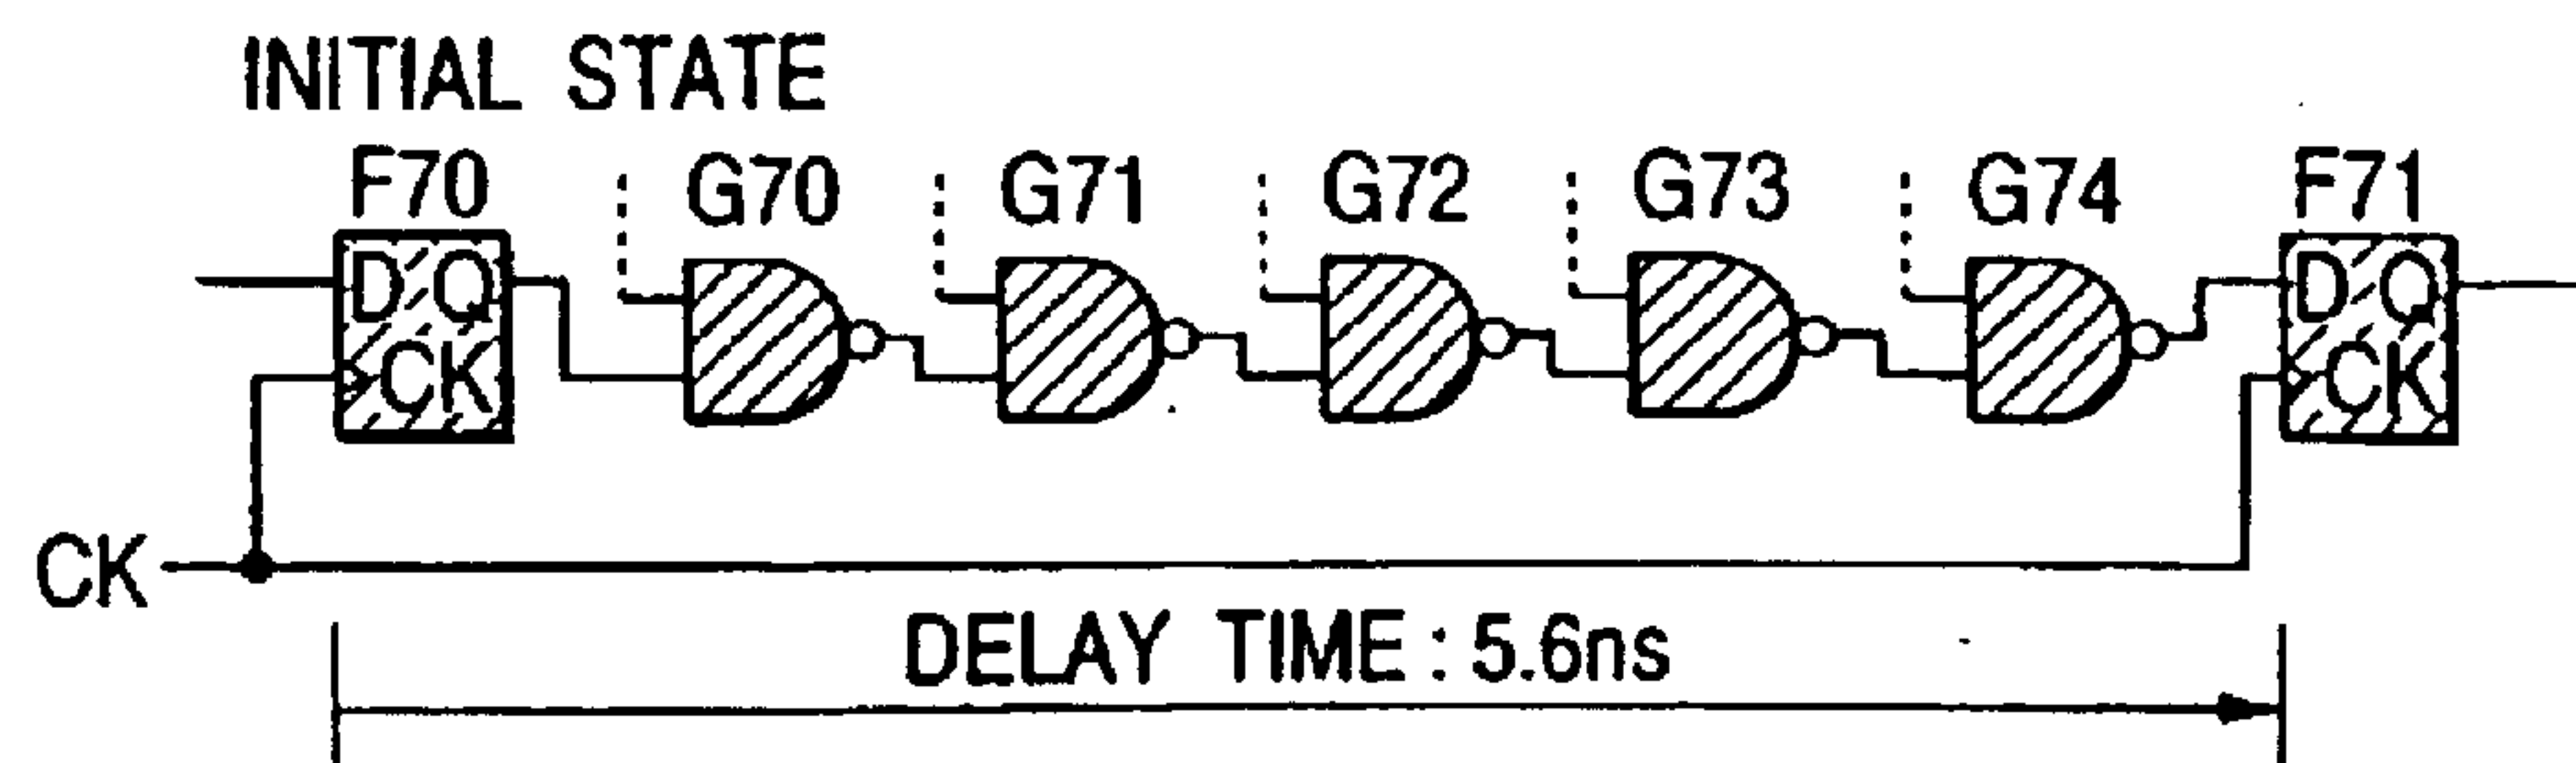 INITIAL STATE
F70 G70 G71 G72 G73 G74 F71
D Q D Q
CK CK
CK
DELAY TIME : 5.6ns